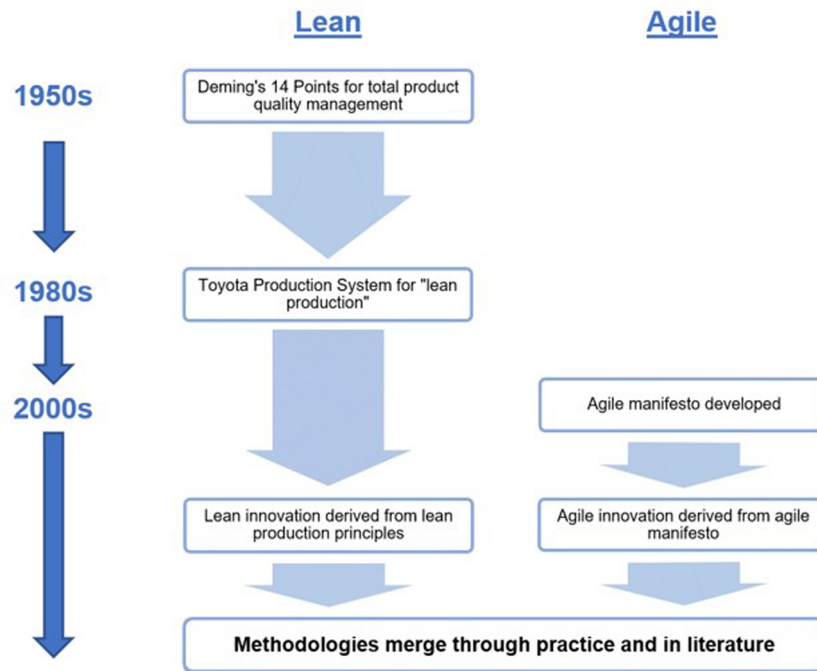 Lean
Agile
1950s
Deming's 14 Points for total product
quality management
1980s
Toyota Production System for "lean
production"
2000s
Agile manifesto developed
Lean innovation derived from lean
production principles
Agile innovation derived from agile
manifesto
Methodologies merge through practice and in literature